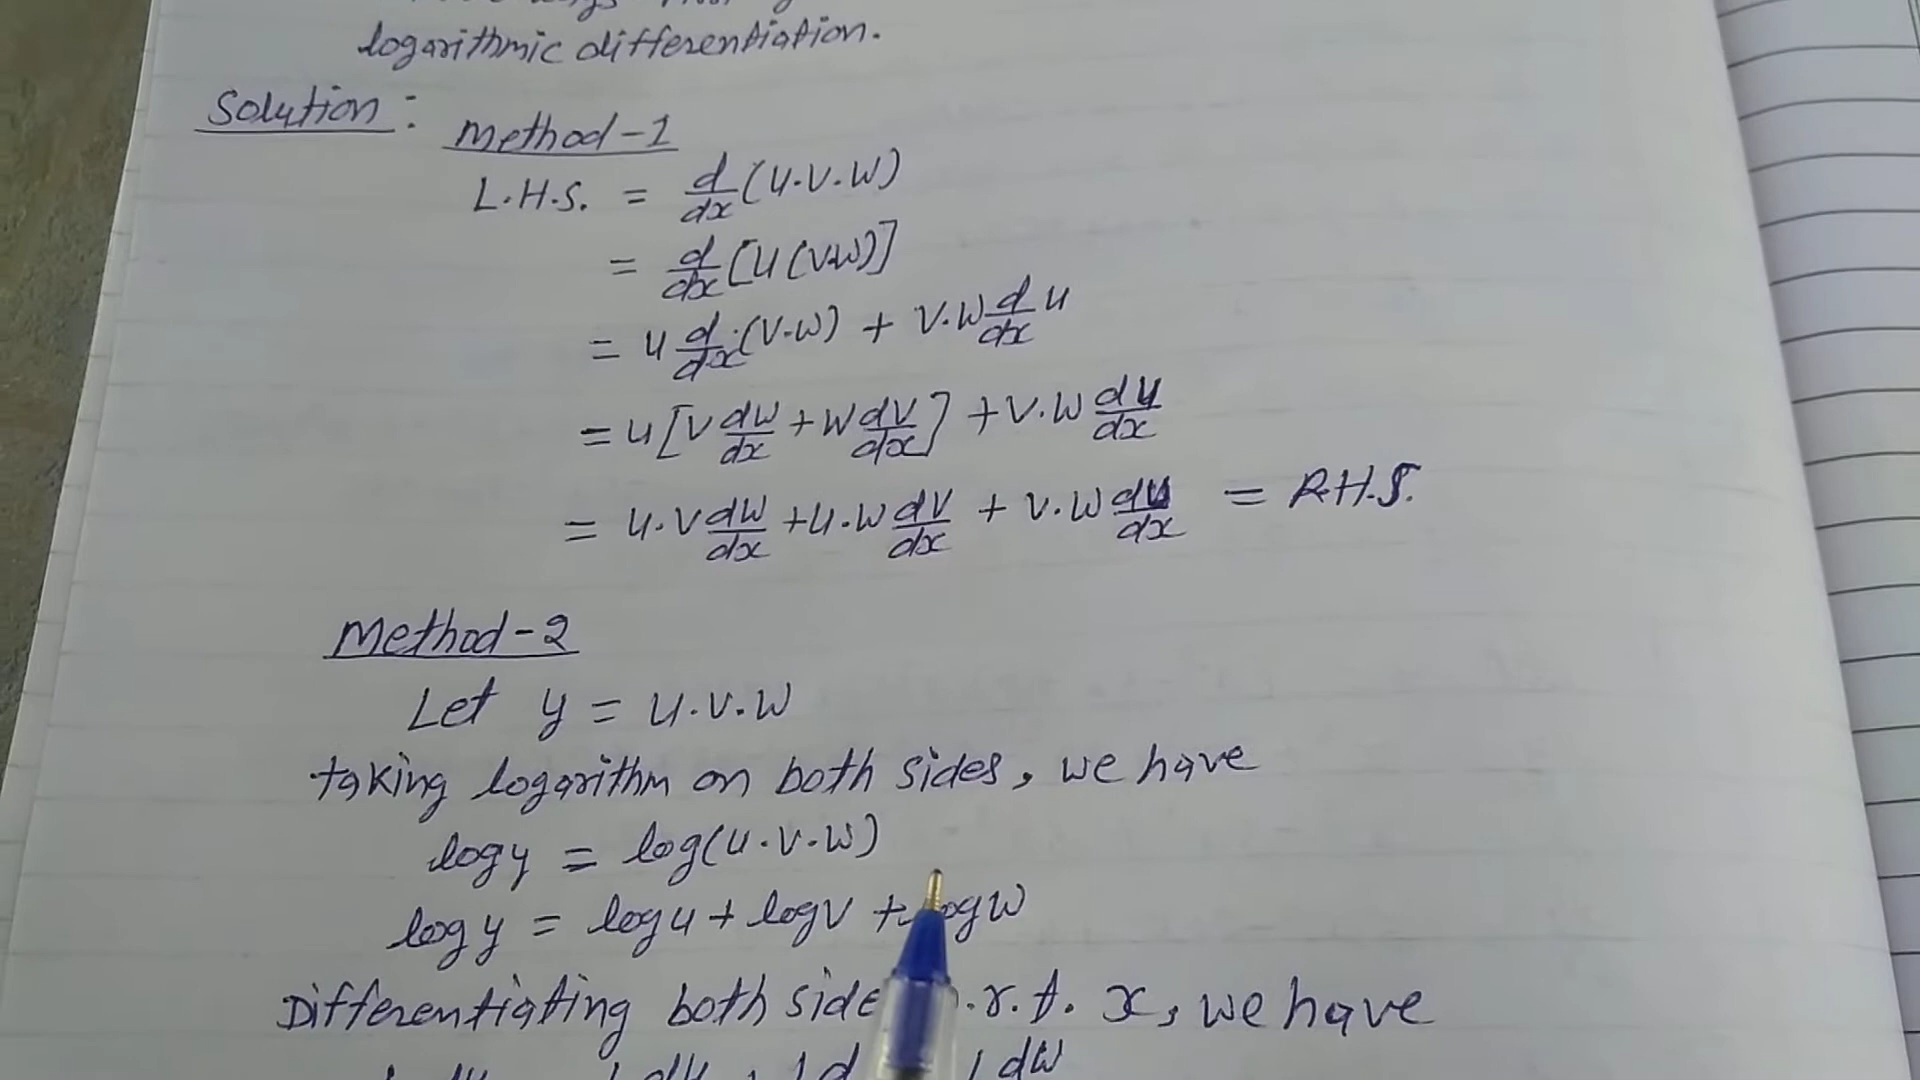 logarithmic differentiation.
Solution :
Method-1
L.H.S. = d/dx (u.v.w)
= d/dx [u (v.w)]
= u d/dx (v.w) + v.w d/dx u
= u [v dw/dx + w dv/dx] + v.w du/dx
= u.v dw/dx + u.w dv/dx + v.w du/dx = R.H.S.
Method-2
Let y = u.v.w
taking logarithm on both sides, we have
log y = log(u.v.w)
log y = log u + log v + log w
Differentiating both side .r.t. x, we have
dw